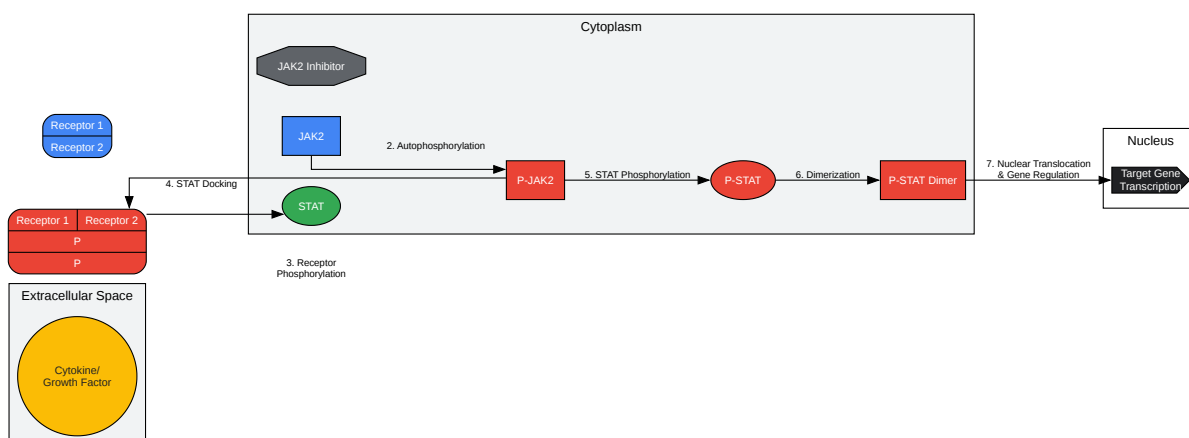 Cytoplasm
JAK2 Inhibitor
Receptor 1
Receptor 2
JAK2
2. Autophosphorylation
Nucleus
4. STAT Docking
P-JAK2
5. STAT Phosphorylation
P-STAT
6. Dimerization
P-STAT Dimer
7. Nuclear Translocation
& Gene Regulation
Target Gene
Transcription
STAT
Receptor 1
Receptor 2
P
P
3. Receptor
Phosphorylation
Extracellular Space
Cytokine/
Growth Factor